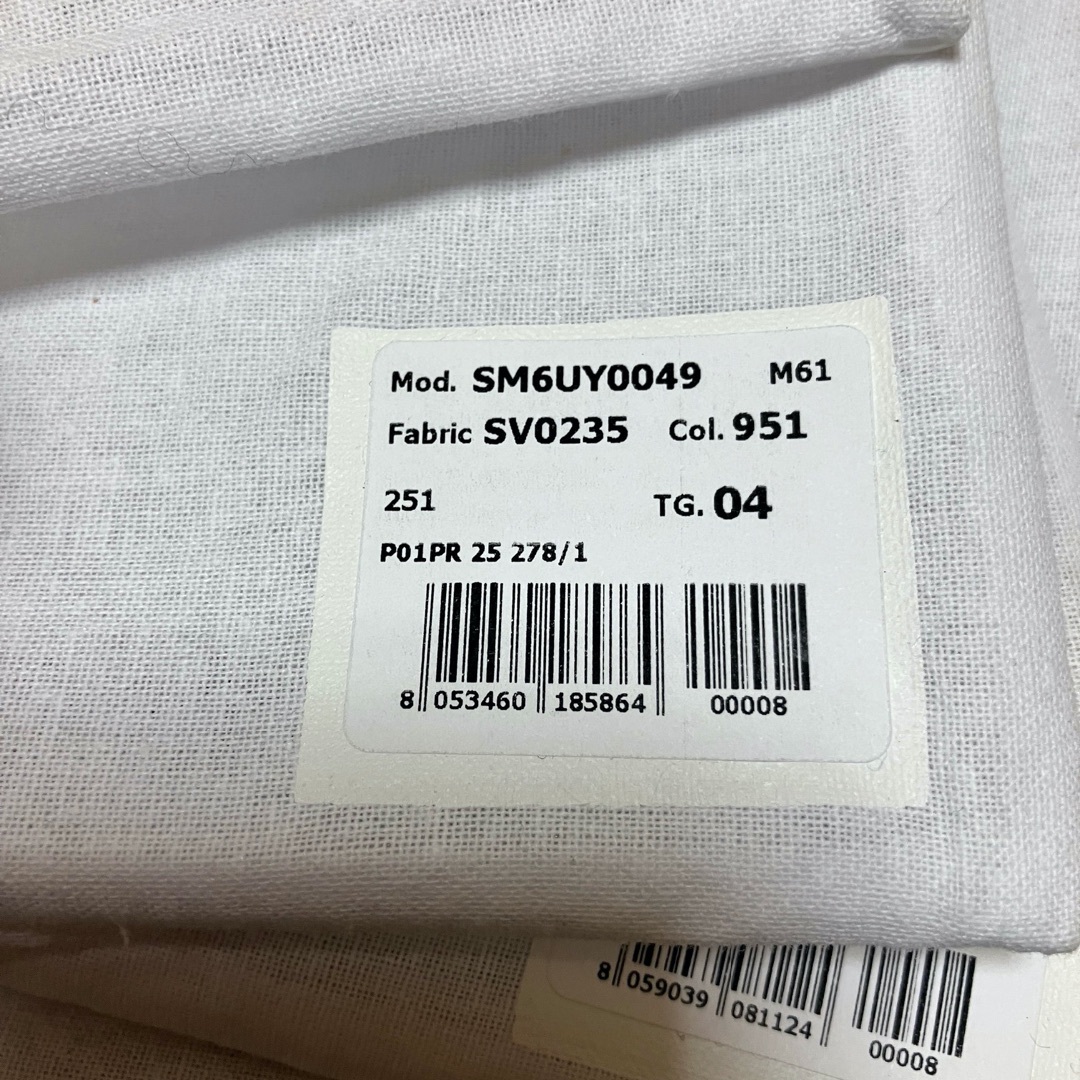 Mod. SM6UY0049 M61
Fabric SV0235 Col. 951
251 TG. 04
P01PR 25 278/1
8 053460 185864 00008
8 059039 081124 00008